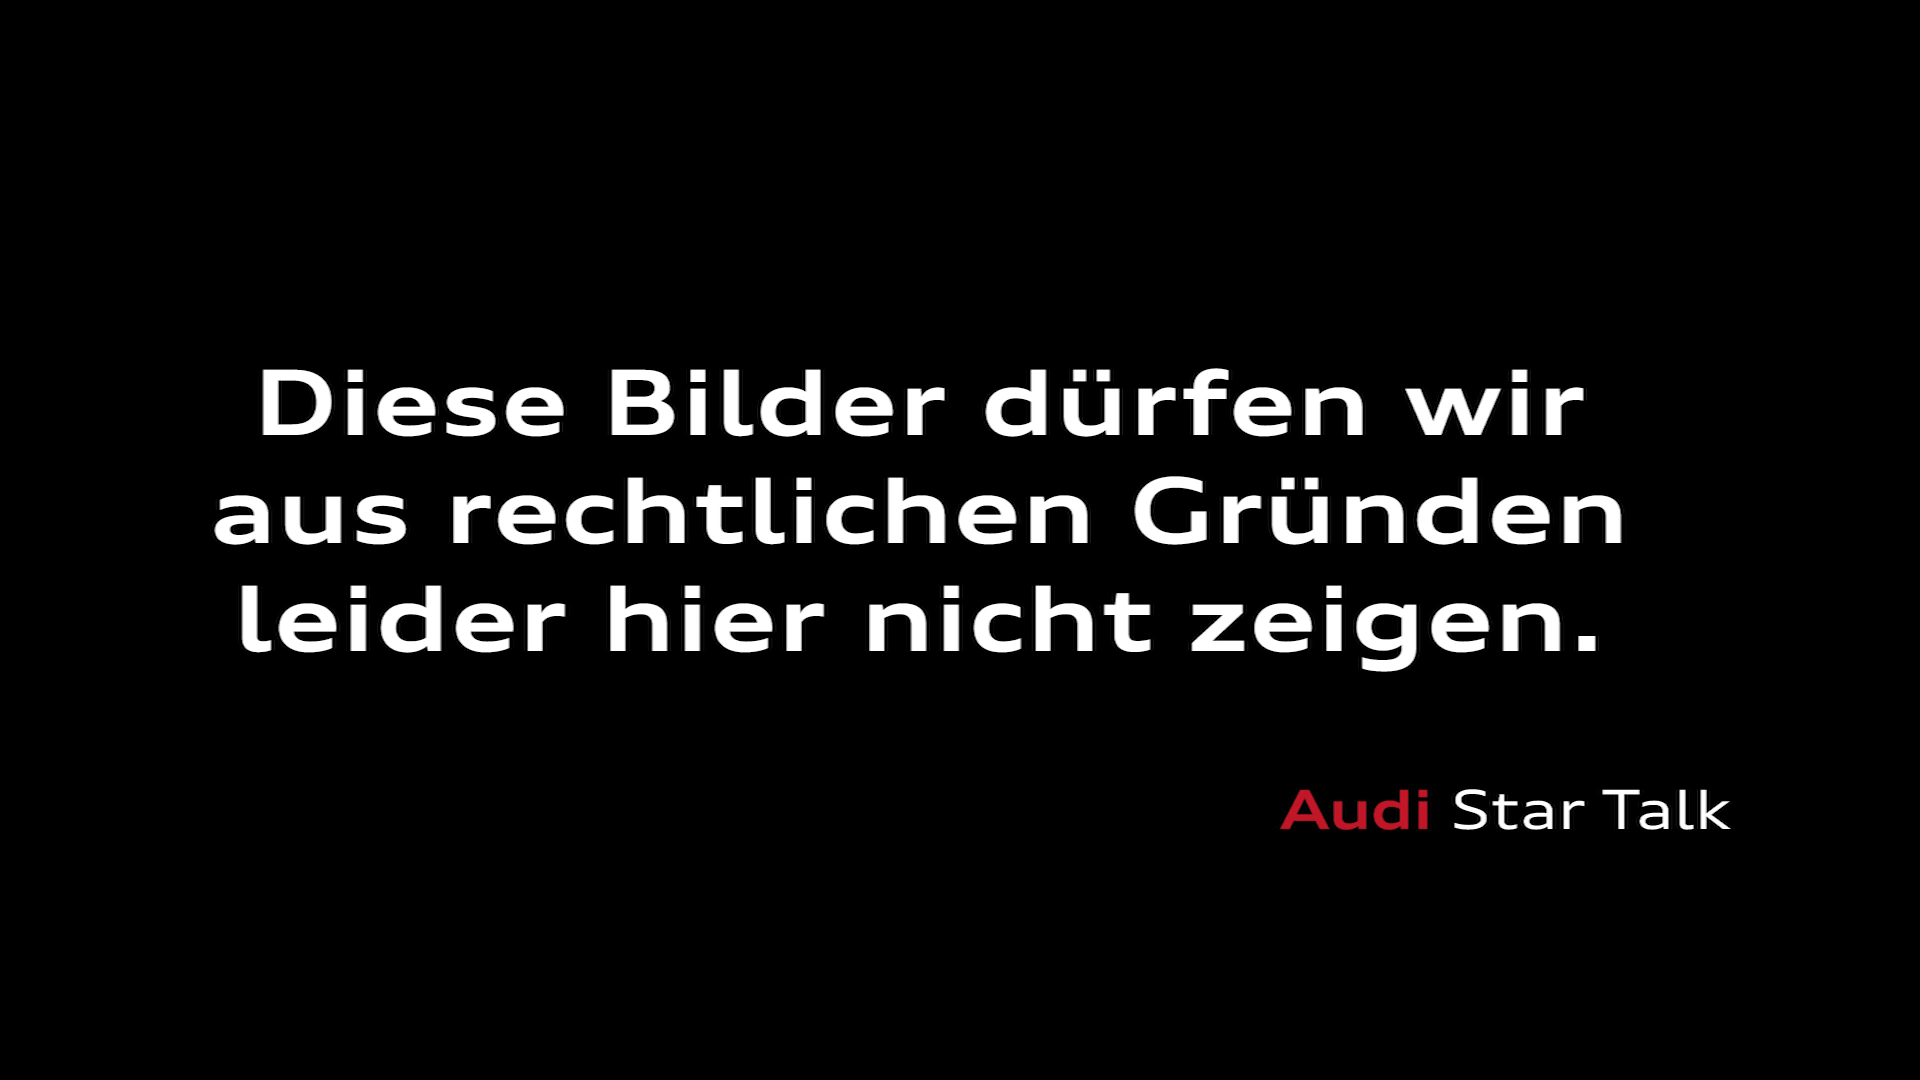 Diese Bilder dürfen wir
aus rechtlichen Gründen
leider hier nicht zeigen.
Audi Star Talk